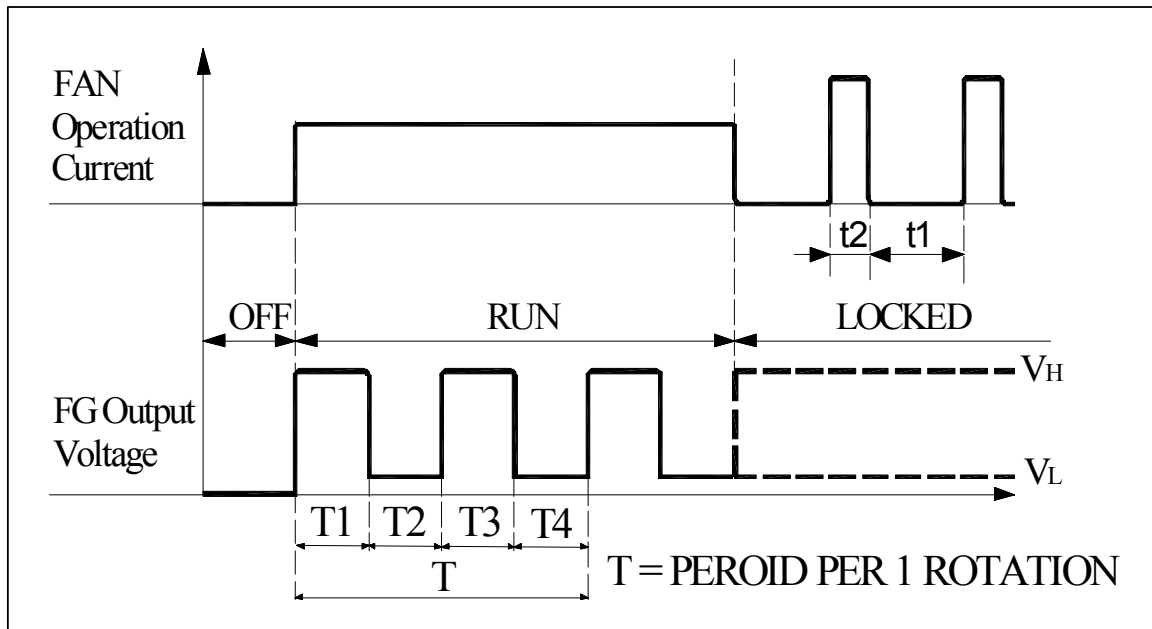 FAN
Operation
Current
t2
t1
OFF
RUN
LOCKED
VH
FG Output
Voltage
VL
T1
T2
T3
T4
T
T = PEROID PER 1 ROTATION